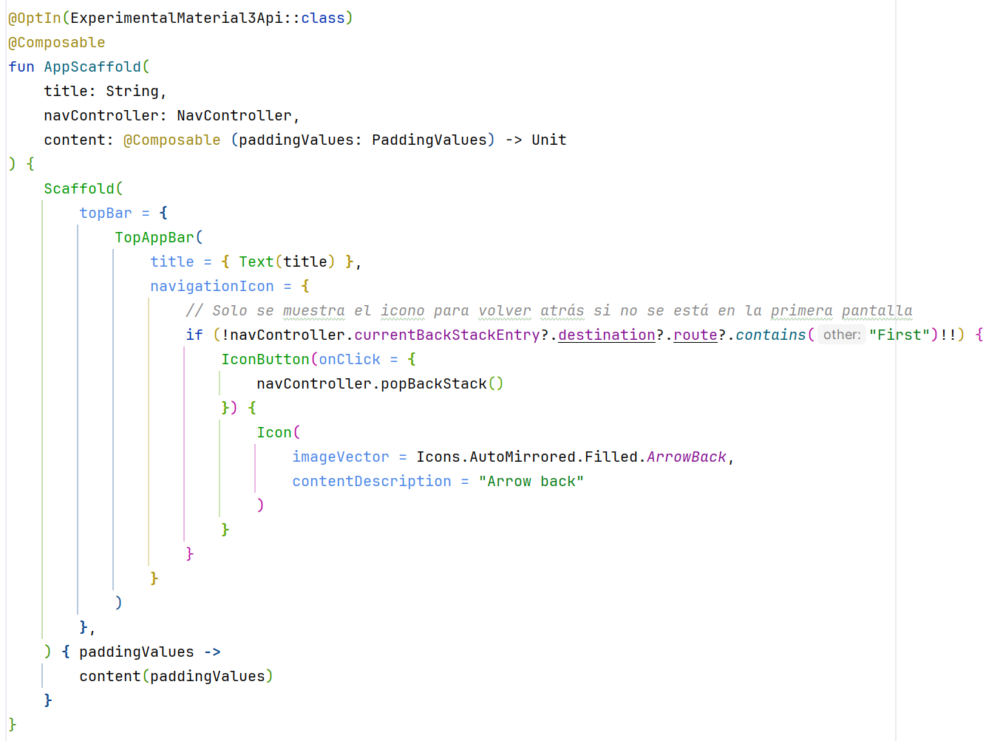 @OptIn(ExperimentalMaterial3Api::class)
@Composable
fun AppScaffold(
    title: String,
    navController: NavController,
    content: @Composable (paddingValues: PaddingValues) -> Unit
) {
    Scaffold(
        topBar = {
            TopAppBar(
                title = { Text(title) },
                navigationIcon = {
                    // Solo se muestra el icono para volver atrás si no se está en la primera pantalla
                    if (!navController.currentBackStackEntry?.destination?.route?.contains( other: "First")!!) {
                        IconButton(onClick = {
                            navController.popBackStack()
                        }) {
                            Icon(
                                imageVector = Icons.AutoMirrored.Filled.ArrowBack,
                                contentDescription = "Arrow back"
                            )
                        }
                    }
                }
            )
        },
    ) { paddingValues ->
        content(paddingValues)
    }
}